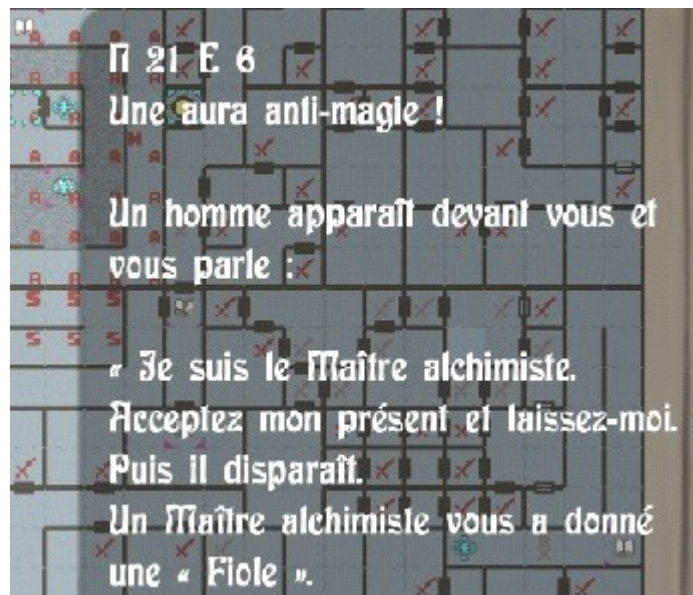 N 21 E 6
Une aura anti-magie !
Un homme apparaît devant vous et
vous parle :
« Je suis le Maître alchimiste.
Acceptez mon présent et laissez-moi.
Puis il disparaît.
Un Maître alchimiste vous a donné
une « Fiole ».